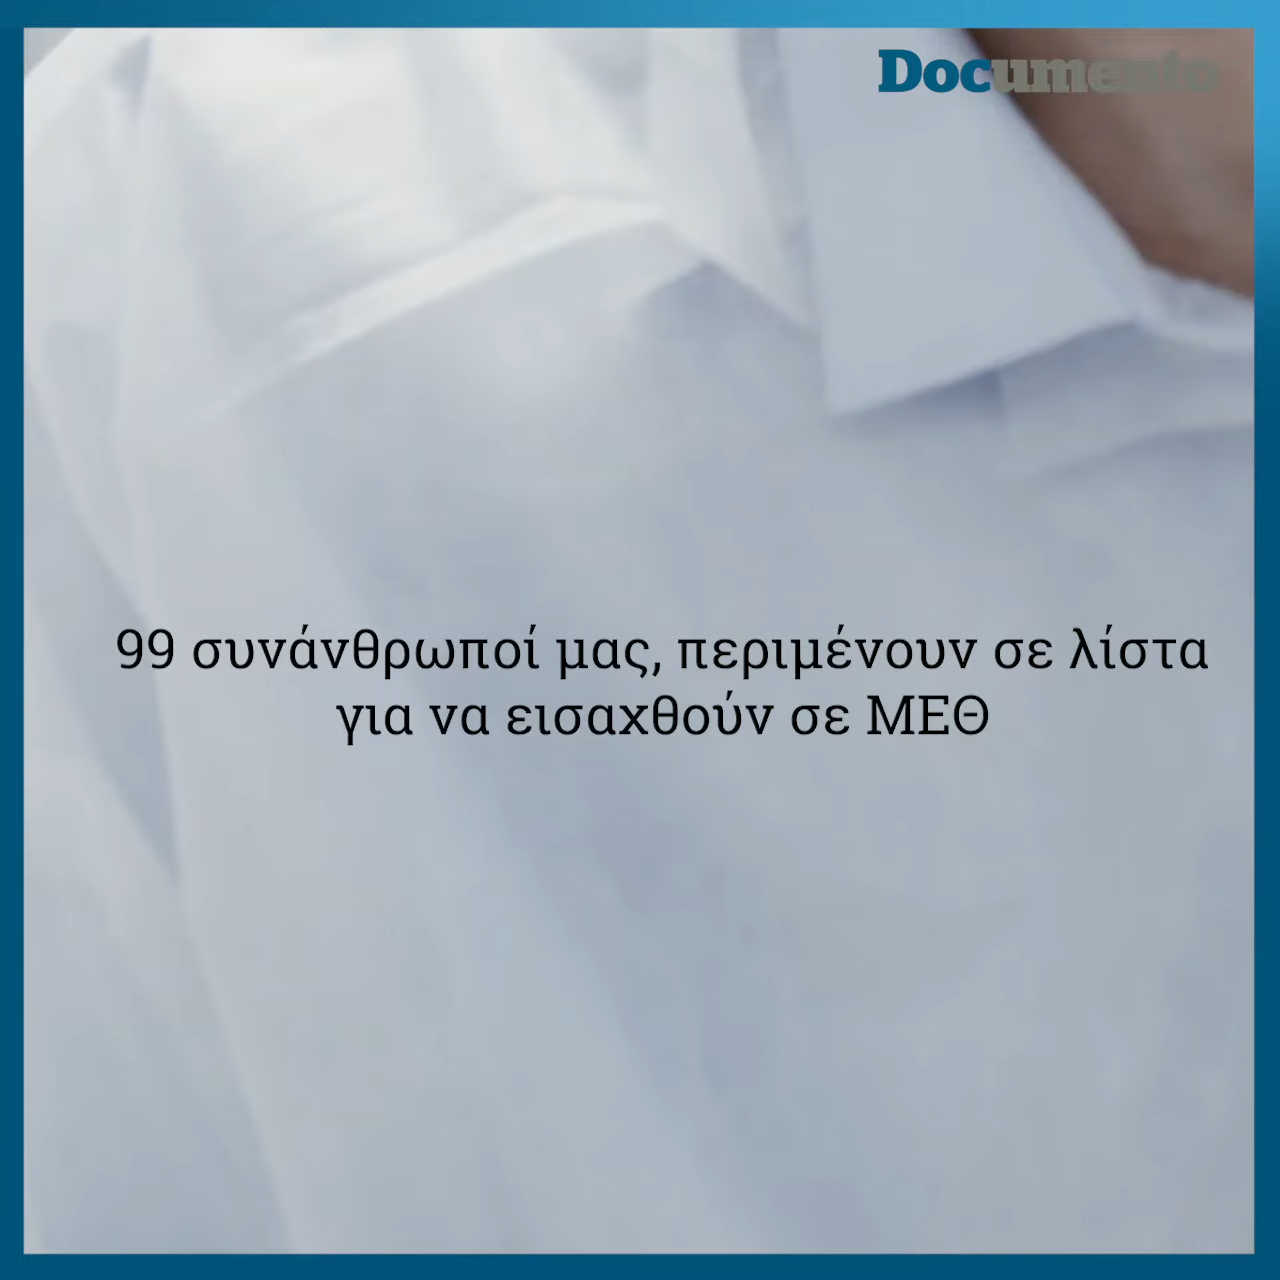 Documento
99 συνάνθρωποί μας, περιμένουν σε λίστα
για να εισαχθούν σε ΜΕΘ